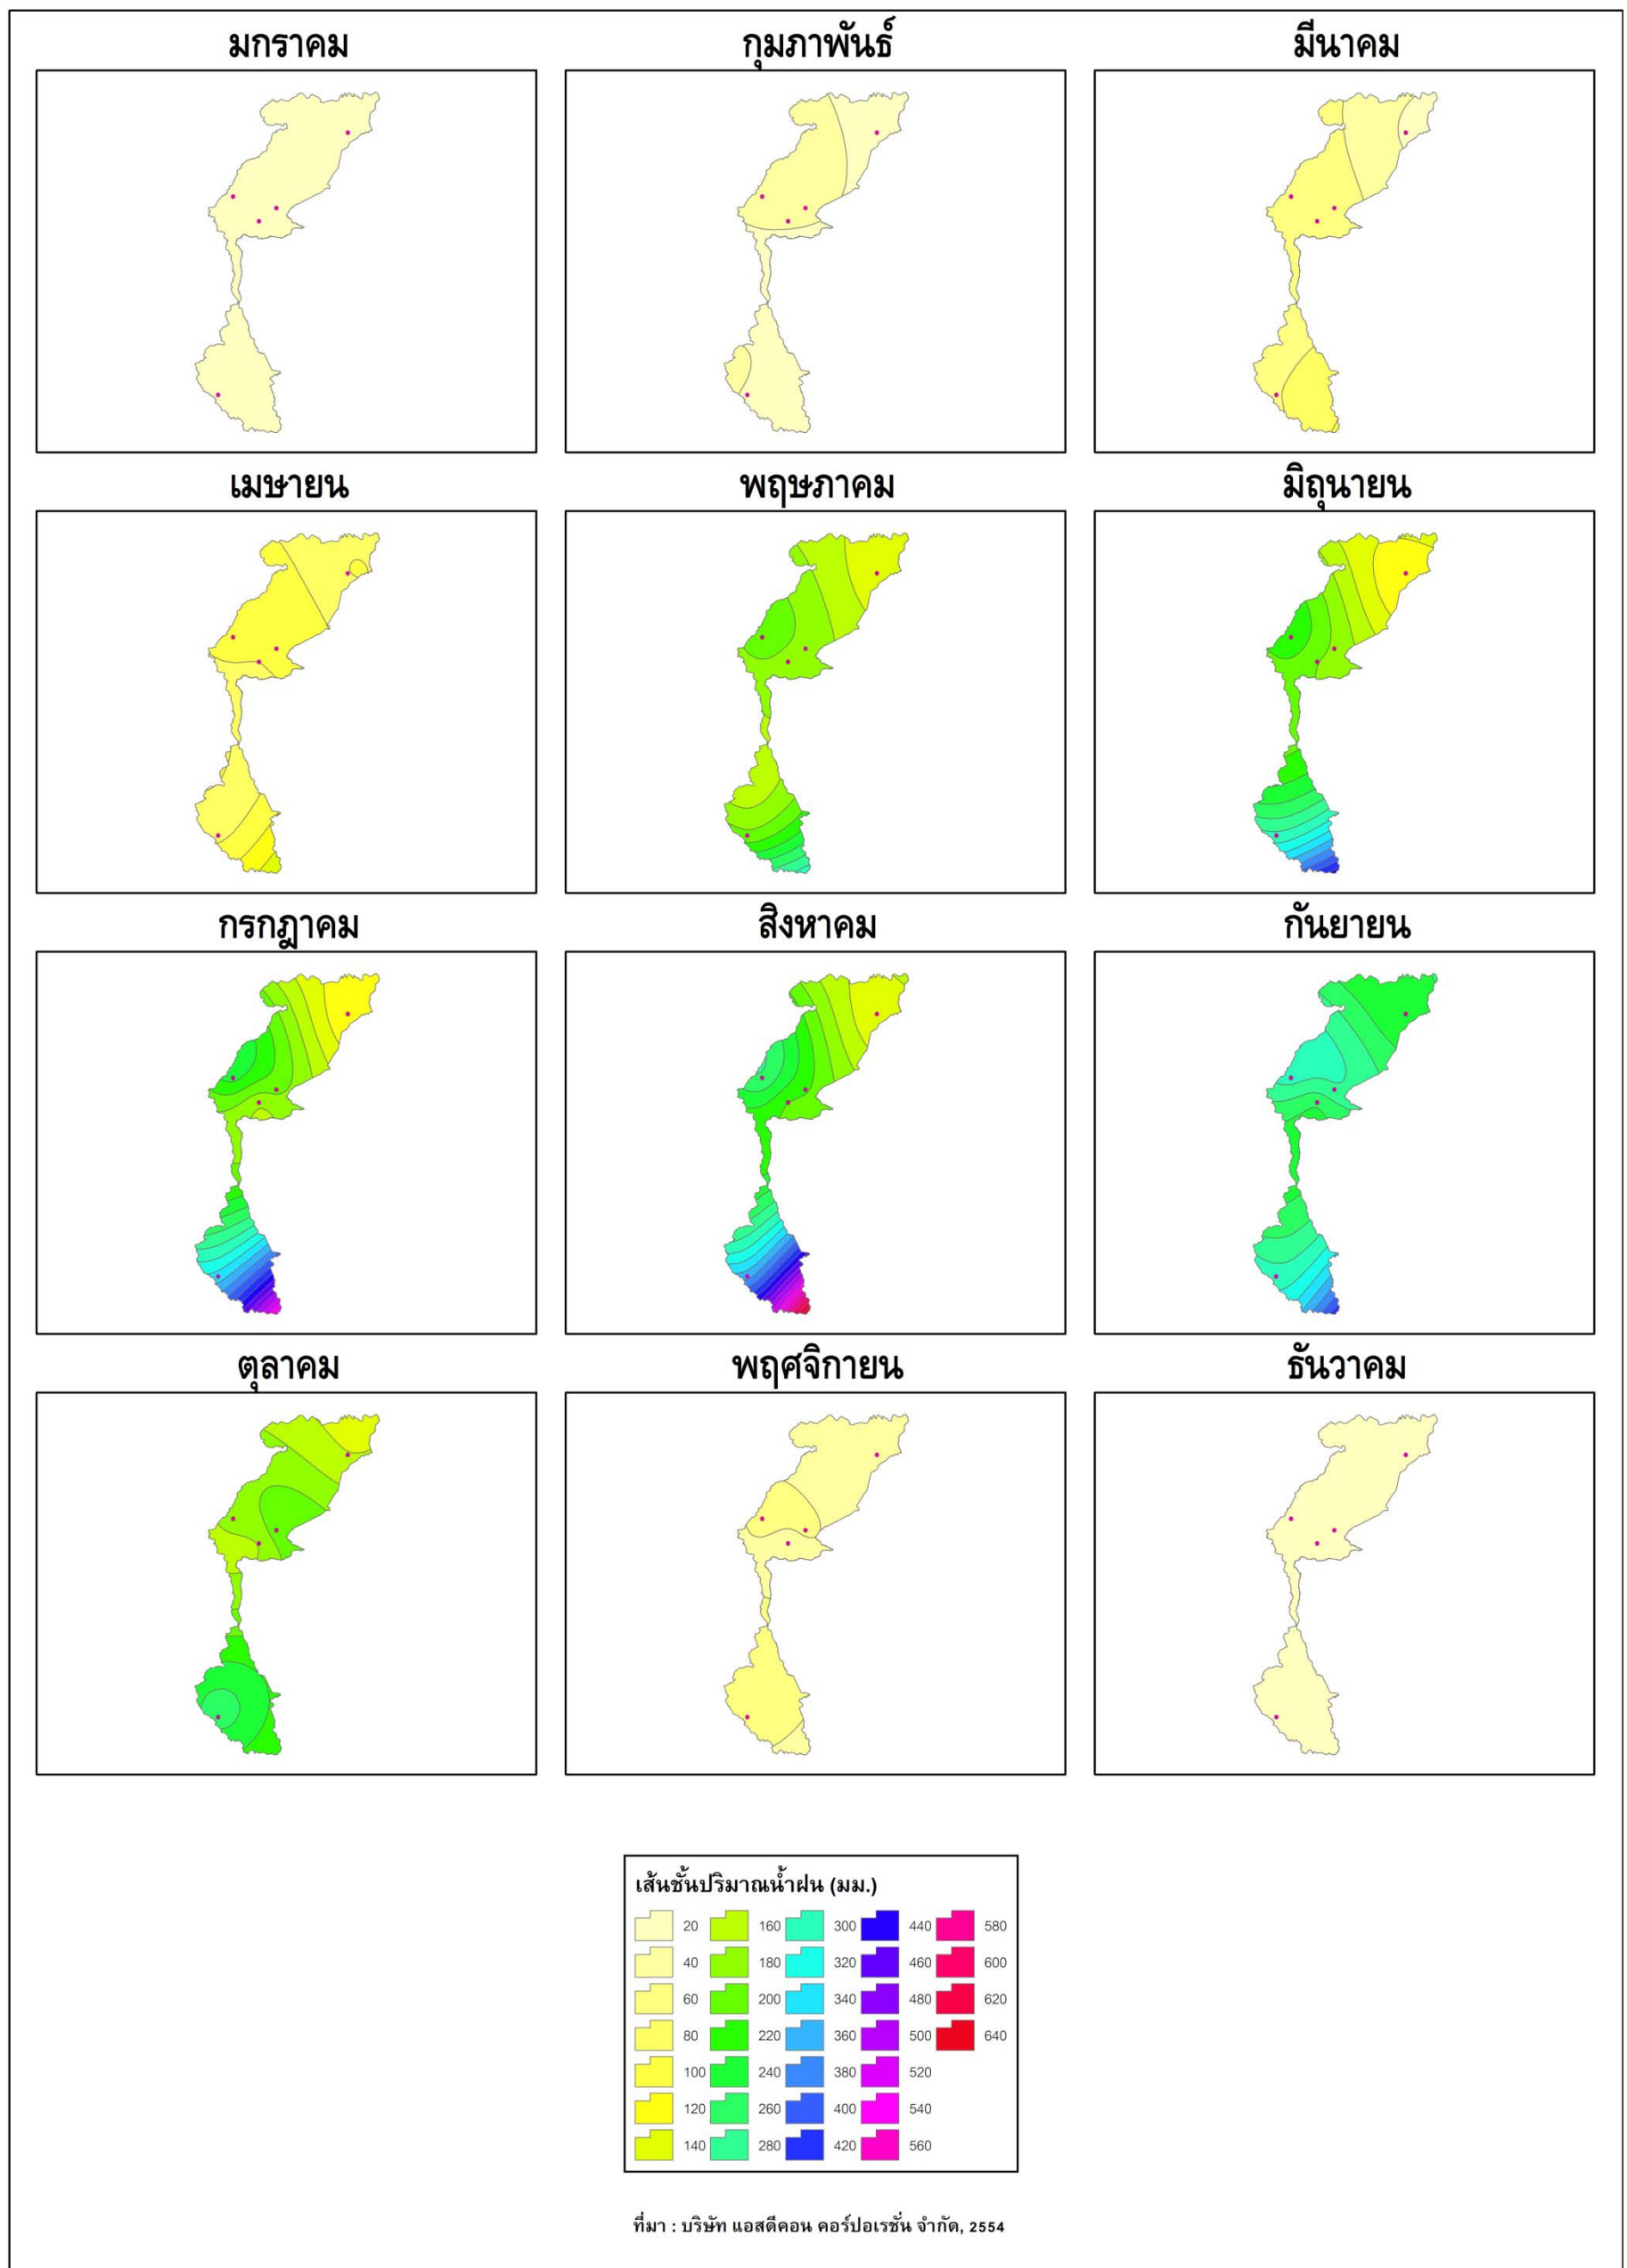 มกราคม
กุมภาพันธ์
มีนาคม
เมษายน
พฤษภาคม
มิถุนายน
กรกฎาคม
สิงหาคม
กันยายน
ตุลาคม
พฤศจิกายน
ธันวาคม
เส้นชั้นปริมาณน้ำฝน (มม.)
20 160 300 440 580
40 180 320 460 600
60 200 340 480 620
80 220 360 500 640
100 240 380 520
120 260 400 540
140 280 420 560
ที่มา : บริษัท แอสดีคอน คอร์ปอเรชั่น จำกัด, 2554